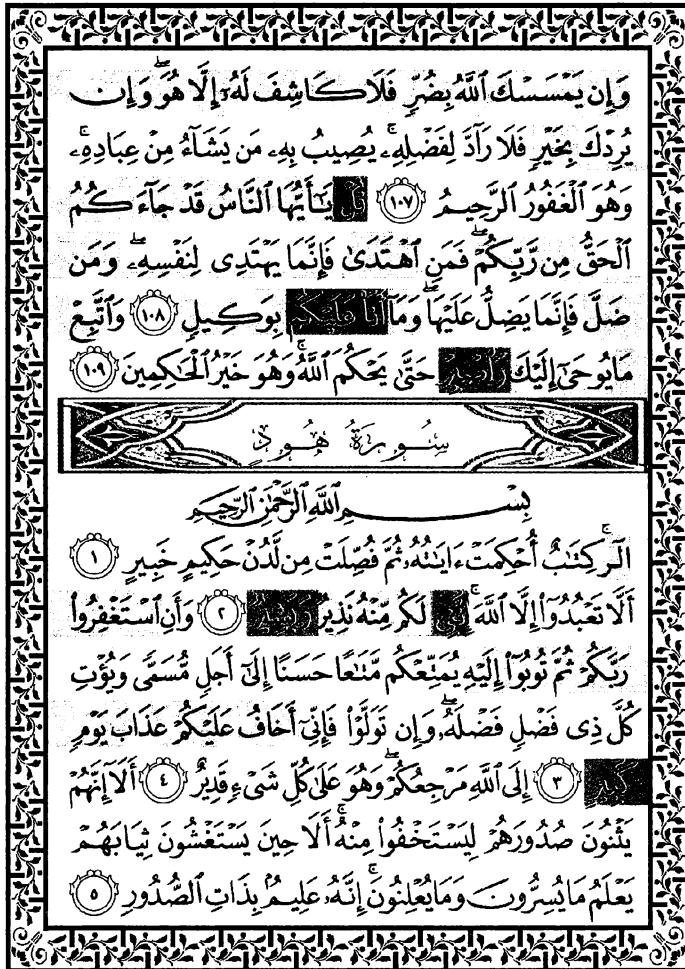 وَإِن يَمْسَسْكَ ٱللَّهُ بِضُرٍّ فَلَا كَاشِفَ لَهُۥٓ إِلَّا هُوَ ۖ وَإِن
يُرِدْكَ بِخَيْرٍ فَلَا رَآدَّ لِفَضْلِهِۦ ۚ يُصِيبُ بِهِۦ مَن يَشَآءُ مِنْ عِبَادِهِۦ ۚ
وَهُوَ ٱلْغَفُورُ ٱلرَّحِيمُ ١٠٧ قُلْ يَٰٓأَيُّهَا ٱلنَّاسُ قَدْ جَآءَكُمُ
ٱلْحَقُّ مِن رَّبِّكُمْ ۖ فَمَنِ ٱهْتَدَىٰ فَإِنَّمَا يَهْتَدِى لِنَفْسِهِۦ ۖ وَمَن
ضَلَّ فَإِنَّمَا يَضِلُّ عَلَيْهَا ۖ وَمَآ أَنَا۠ عَلَيْكُم بِوَكِيلٍ ١٠٨ وَٱتَّبِعْ
مَا يُوحَىٰٓ إِلَيْكَ وَٱصْبِرْ حَتَّىٰ يَحْكُمَ ٱللَّهُ ۚ وَهُوَ خَيْرُ ٱلْحَٰكِمِينَ ١٠٩
سُورَةُ هُودٍ
بِسْمِ ٱللَّهِ ٱلرَّحْمَٰنِ ٱلرَّحِيمِ
الٓر ۚ كِتَٰبٌ أُحْكِمَتْ ءَايَٰتُهُۥ ثُمَّ فُصِّلَتْ مِن لَّدُنْ حَكِيمٍ خَبِيرٍ ١
أَلَّا تَعْبُدُوٓا۟ إِلَّا ٱللَّهَ ۚ إِنَّنِى لَكُم مِّنْهُ نَذِيرٌ وَبَشِيرٌ ٢ وَأَنِ ٱسْتَغْفِرُوا۟
رَبَّكُمْ ثُمَّ تُوبُوٓا۟ إِلَيْهِ يُمَتِّعْكُم مَّتَٰعًا حَسَنًا إِلَىٰٓ أَجَلٍ مُّسَمًّى وَيُؤْتِ
كُلَّ ذِى فَضْلٍ فَضْلَهُۥ ۖ وَإِن تَوَلَّوْا۟ فَإِنِّىٓ أَخَافُ عَلَيْكُمْ عَذَابَ يَوْمٍ
كَبِيرٍ ٣ إِلَى ٱللَّهِ مَرْجِعُكُمْ ۖ وَهُوَ عَلَىٰ كُلِّ شَىْءٍ قَدِيرٌ ٤ أَلَآ إِنَّهُمْ
يَثْنُونَ صُدُورَهُمْ لِيَسْتَخْفُوا۟ مِنْهُ ۚ أَلَا حِينَ يَسْتَغْشُونَ ثِيَابَهُمْ
يَعْلَمُ مَا يُسِرُّونَ وَمَا يُعْلِنُونَ ۚ إِنَّهُۥ عَلِيمٌۢ بِذَاتِ ٱلصُّدُورِ ٥